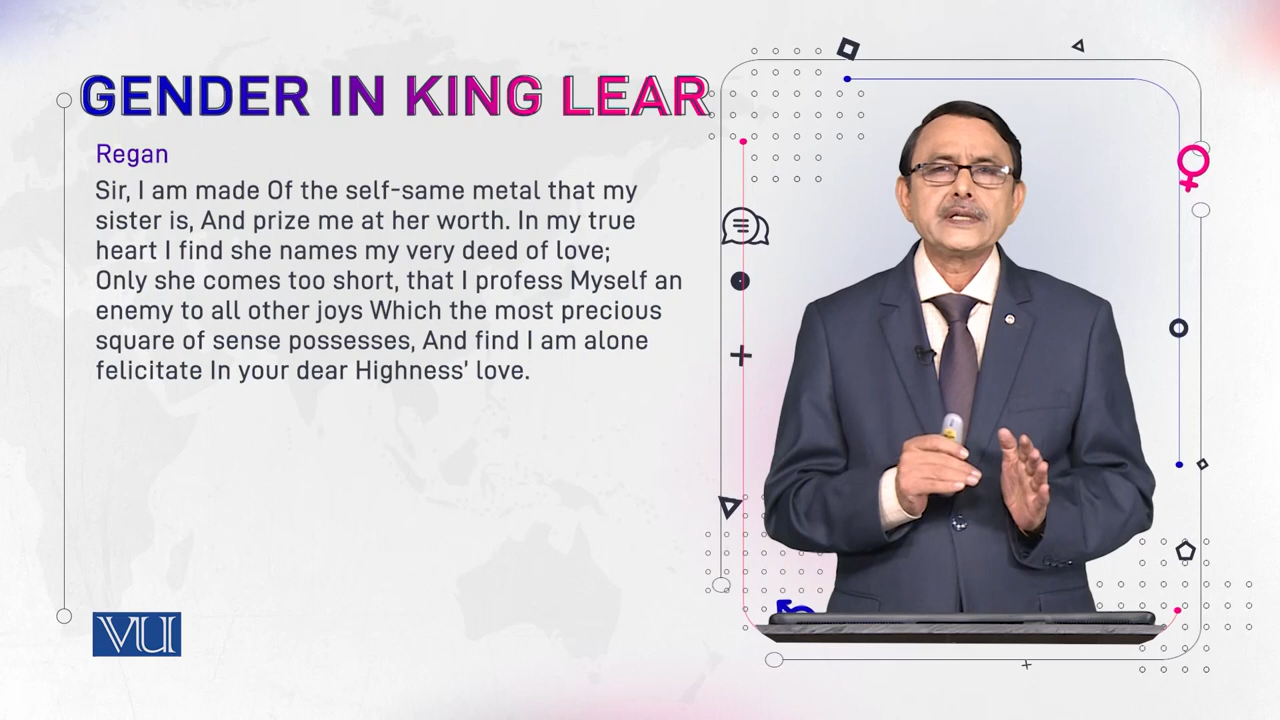 GENDER IN KING LEAR
Regan
Sir, I am made Of the self-same metal that my
sister is, And prize me at her worth. In my true
heart I find she names my very deed of love;
Only she comes too short, that I profess Myself an
enemy to all other joys Which the most precious
square of sense possesses, And find I am alone
felicitate In your dear Highness’ love.
VU